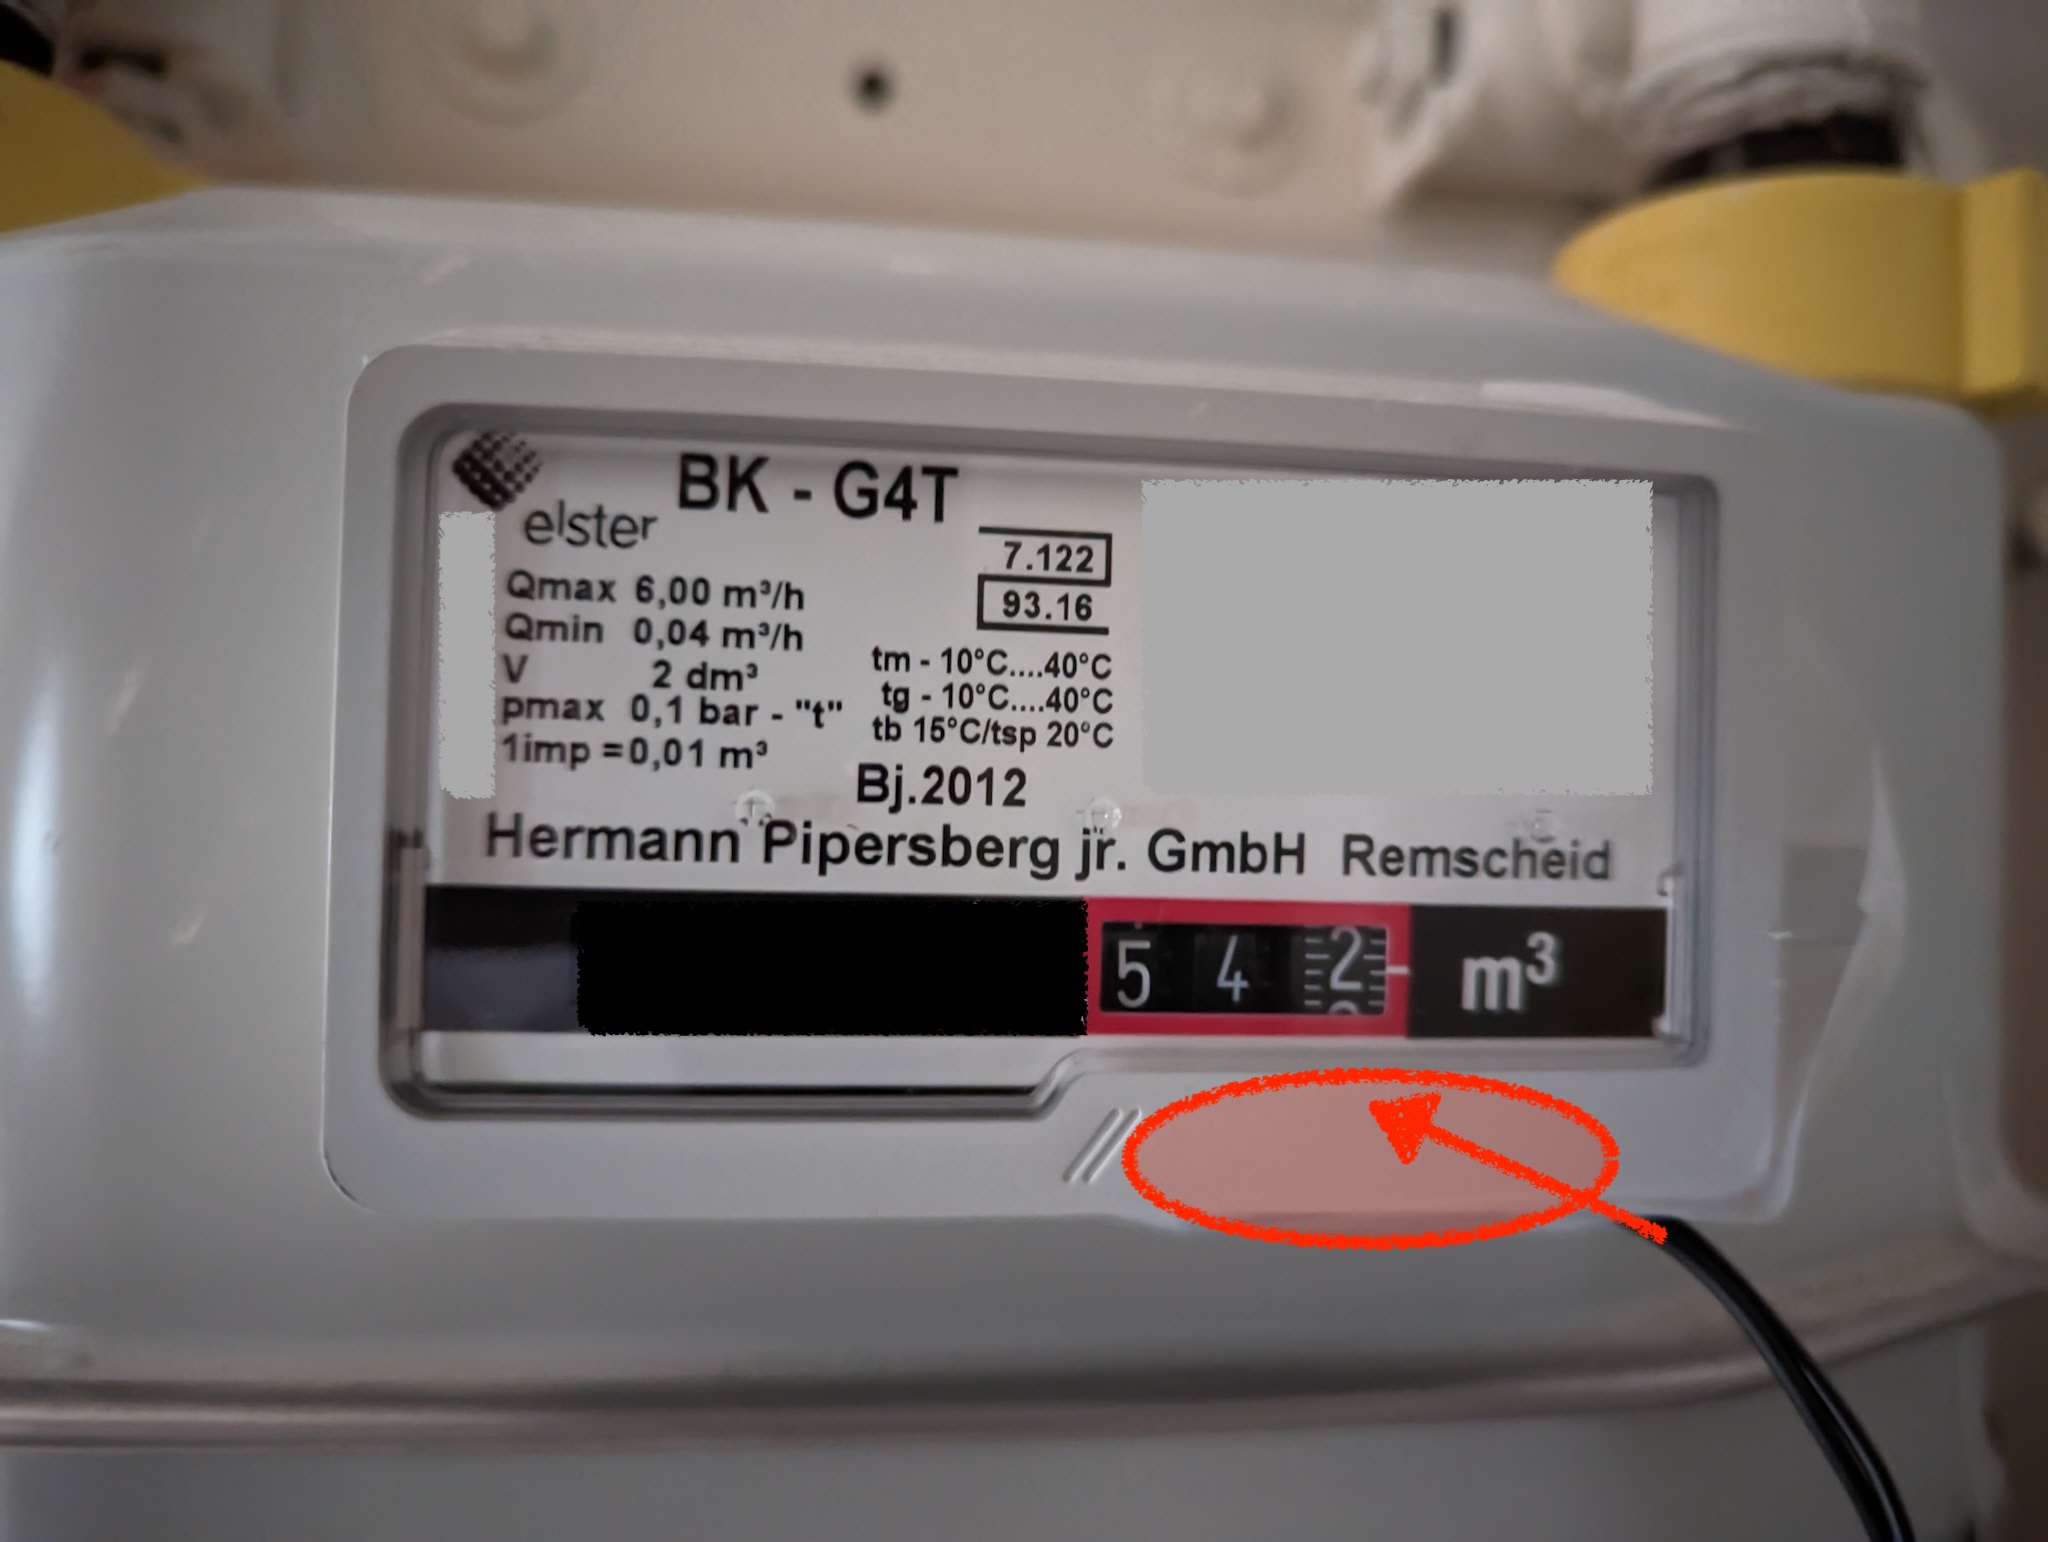 BK - G4T
elster
7.122
93.16
Qmax 6,00 m³/h
Qmin 0,04 m³/h
V 2 dm³
pmax 0,1 bar - "t"
1imp =0,01 m³
tm - 10°C....40°C
tg - 10°C....40°C
tb 15°C/tsp 20°C
Bj.2012
Hermann Pipersberg jr. GmbH Remscheid
5 4 2 m³